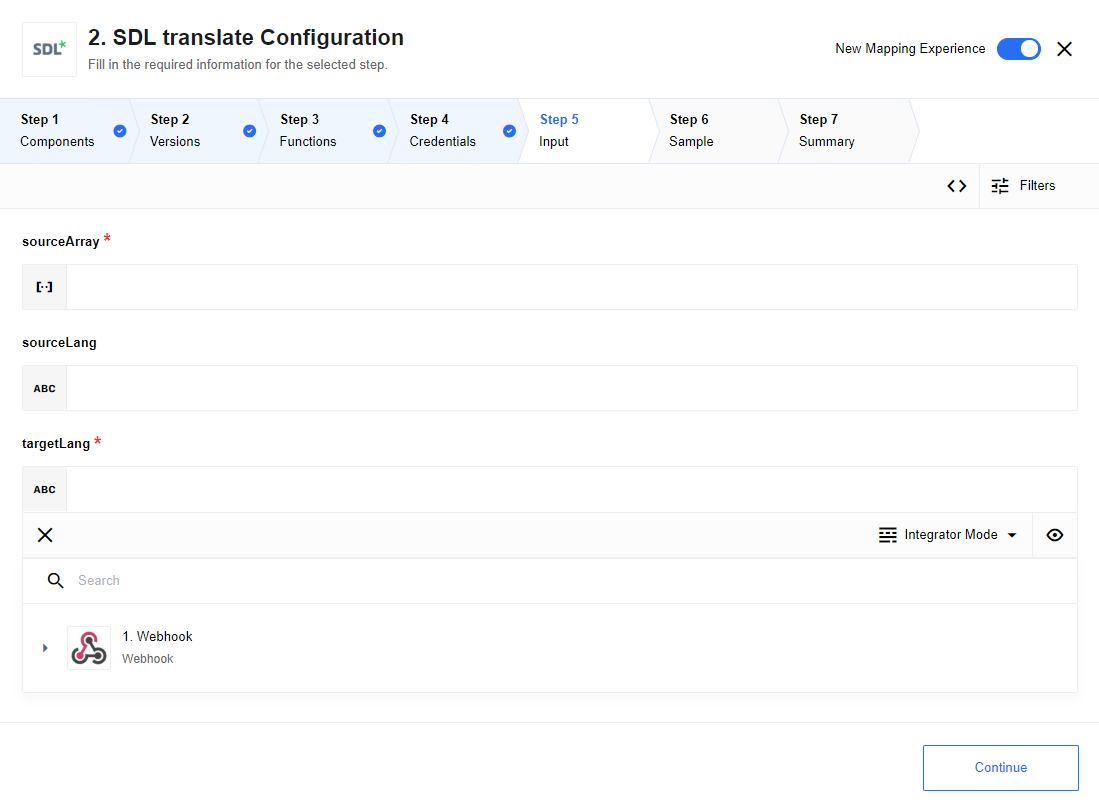 SDL*
2. SDL translate Configuration
Fill in the required information for the selected step.
New Mapping Experience
Step 1
Components
Step 2
Versions
Step 3
Functions
Step 4
Credentials
Step 5
Input
Step 6
Sample
Step 7
Summary
Filters
sourceArray *
sourceLang
ABC
targetLang *
ABC
Integrator Mode
Search
1. Webhook
Webhook
Continue